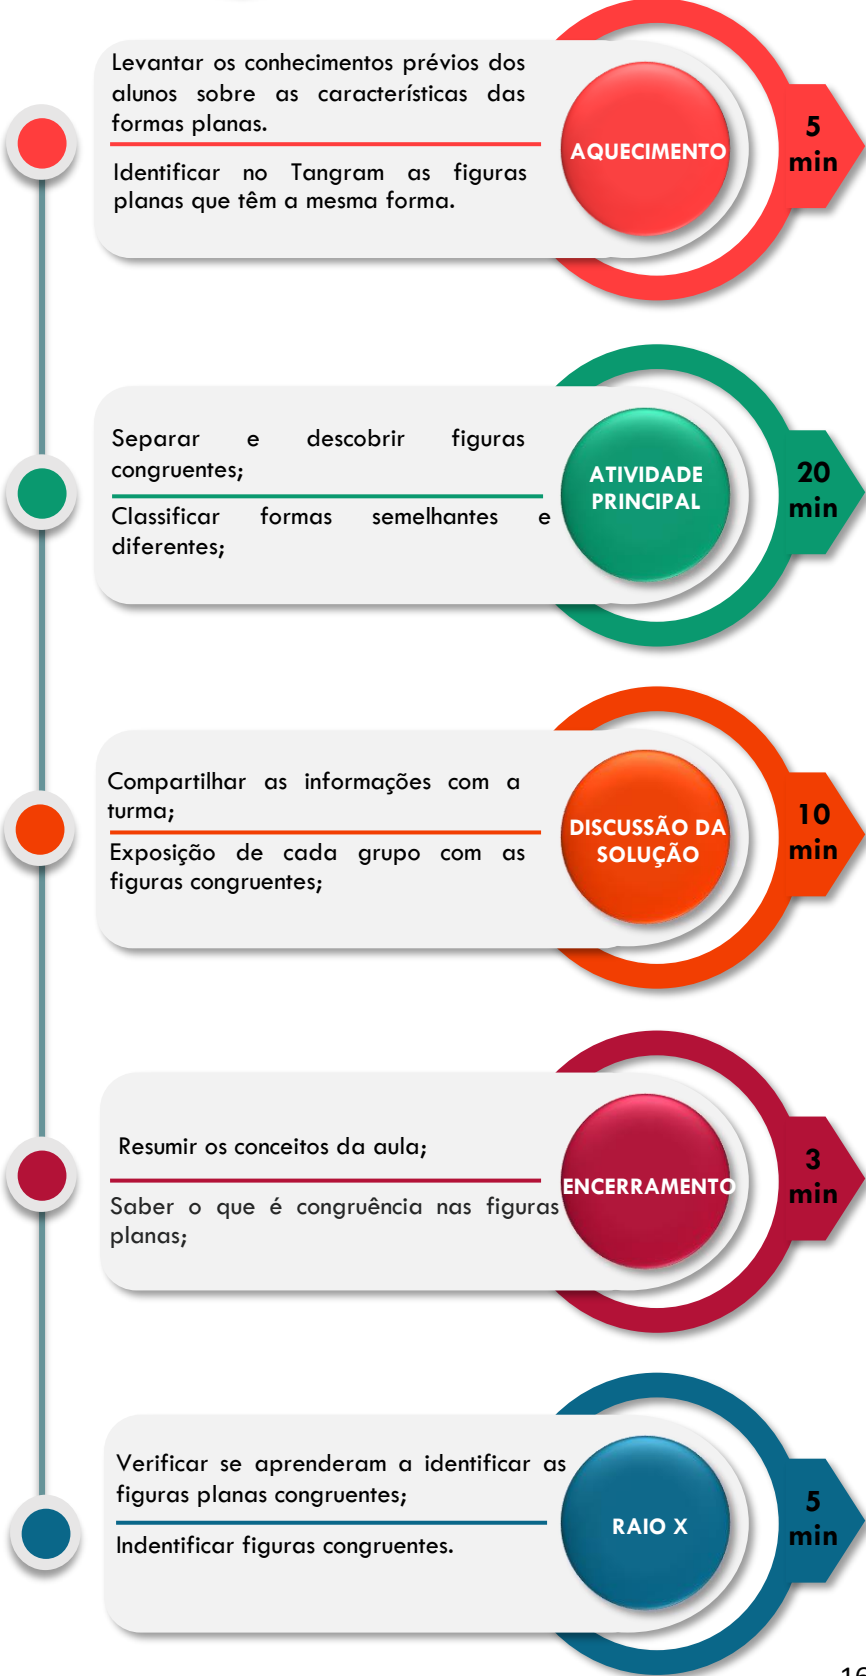 Levantar os conhecimentos prévios dos
alunos sobre as características das
formas planas.
Identificar no Tangram as figuras
planas que têm a mesma forma.
AQUECIMENTO
5
min
Separar e descobrir figuras
congruentes;
Classificar formas semelhantes e
diferentes;
ATIVIDADE
PRINCIPAL
20
min
Compartilhar as informações com a
turma;
Exposição de cada grupo com as
figuras congruentes;
DISCUSSÃO DA
SOLUÇÃO
10
min
Resumir os conceitos da aula;
Saber o que é congruência nas figuras
planas;
ENCERRAMENTO
3
min
Verificar se aprenderam a identificar as
figuras planas congruentes;
Indentificar figuras congruentes.
RAIO X
5
min